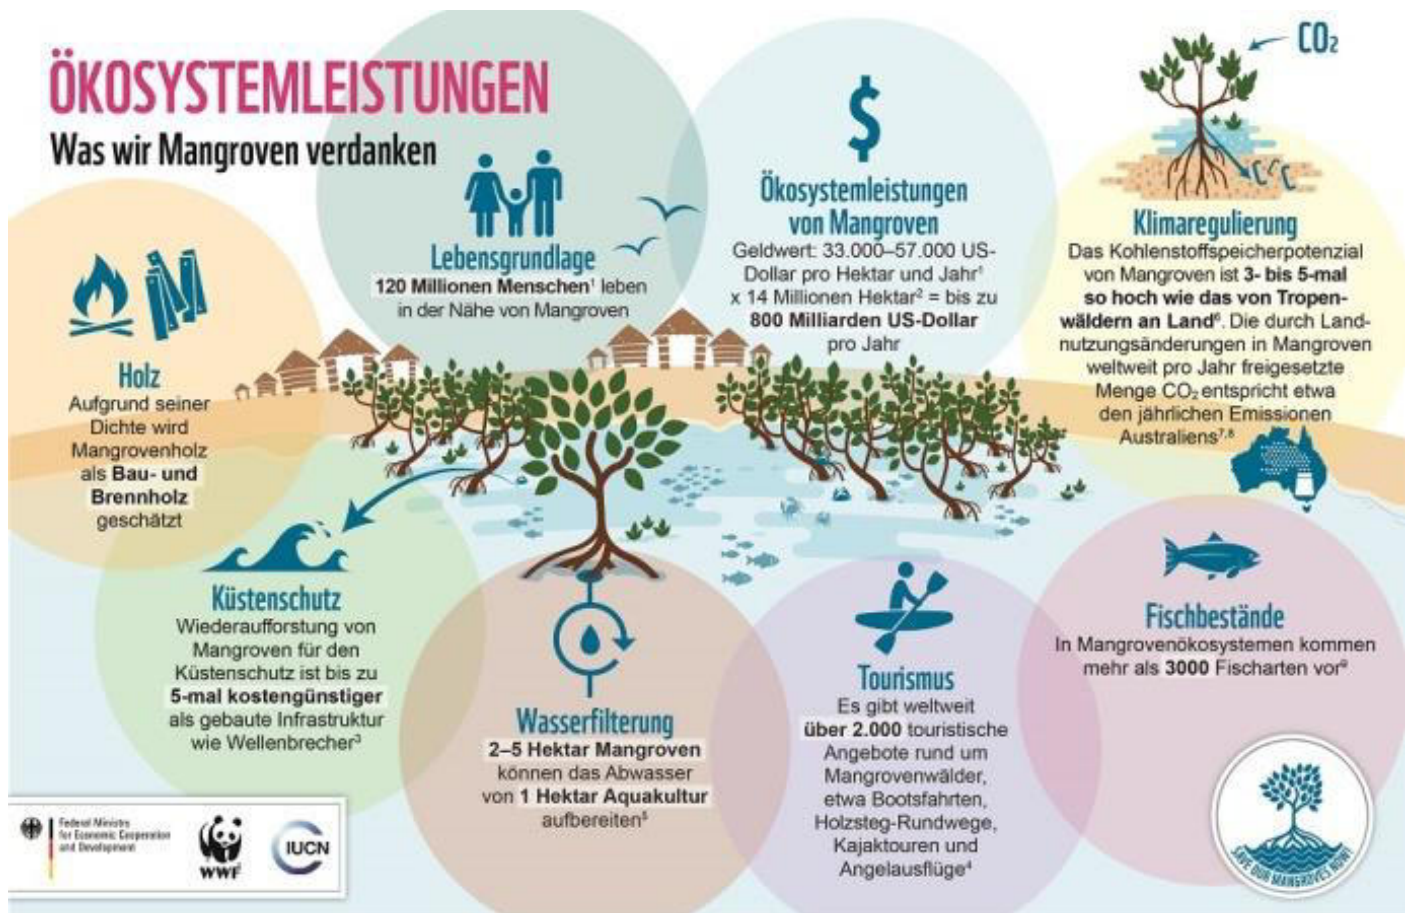 ÖKOSYSTEMLEISTUNGEN
Was wir Mangroven verdanken
Lebensgrundlage
120 Millionen Menschen¹ leben
in der Nähe von Mangroven
Ökosystemleistungen
von Mangroven
Geldwert: 33.000–57.000 US-
Dollar pro Hektar und Jahr¹
x 14 Millionen Hektar² = bis zu
800 Milliarden US-Dollar
pro Jahr
CO₂
C C C
Klimaregulierung
Das Kohlenstoffspeicherpotenzial
von Mangroven ist 3- bis 5-mal
so hoch wie das von Tropen-
wäldern an Land⁶. Die durch Land-
nutzungsänderungen in Mangroven
weltweit pro Jahr freigesetzte
Menge CO₂ entspricht etwa
den jährlichen Emissionen
Australiens⁷,⁸
Holz
Aufgrund seiner
Dichte wird
Mangrovenholz
als Bau- und
Brennholz
geschätzt
Küstenschutz
Wiederaufforstung von
Mangroven für den
Küstenschutz ist bis zu
5-mal kostengünstiger
als gebaute Infrastruktur
wie Wellenbrecher³
Wasserfilterung
2–5 Hektar Mangroven
können das Abwasser
von 1 Hektar Aquakultur
aufbereiten⁵
Tourismus
Es gibt weltweit
über 2.000 touristische
Angebote rund um
Mangrovenwälder,
etwa Bootsfahrten,
Holzsteg-Rundwege,
Kajaktouren und
Angelausflüge⁴
Fischbestände
In Mangrovenökosystemen kommen
mehr als 3000 Fischarten vor⁹
Federal Ministry
for Economic Cooperation
and Development
WWF
IUCN
SAVE OUR MANGROVES NOW!